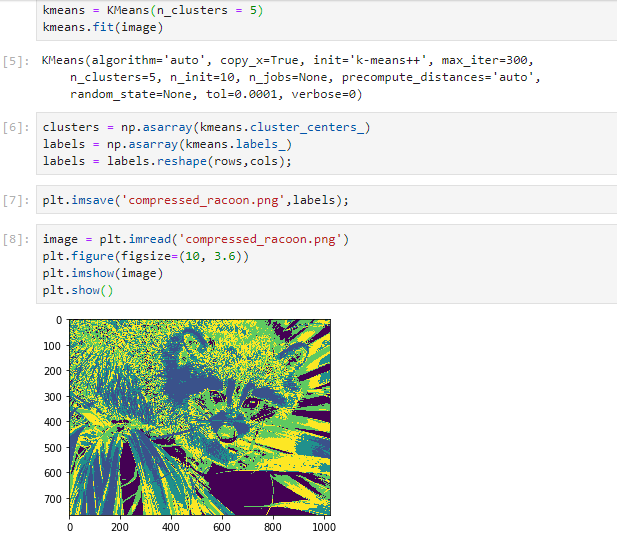 kmeans = KMeans(n_clusters = 5)
kmeans.fit(image)
[5]: KMeans(algorithm='auto', copy_x=True, init='k-means++', max_iter=300,
n_clusters=5, n_init=10, n_jobs=None, precompute_distances='auto',
random_state=None, tol=0.0001, verbose=0)
[6]: clusters = np.asarray(kmeans.cluster_centers_)
labels = np.asarray(kmeans.labels_)
labels = labels.reshape(rows,cols);
[7]: plt.imsave('compressed_racoon.png',labels);
[8]: image = plt.imread('compressed_racoon.png')
plt.figure(figsize=(10, 3.6))
plt.imshow(image)
plt.show()
0
100
200
300
400
500
600
700
0 200 400 600 800 1000